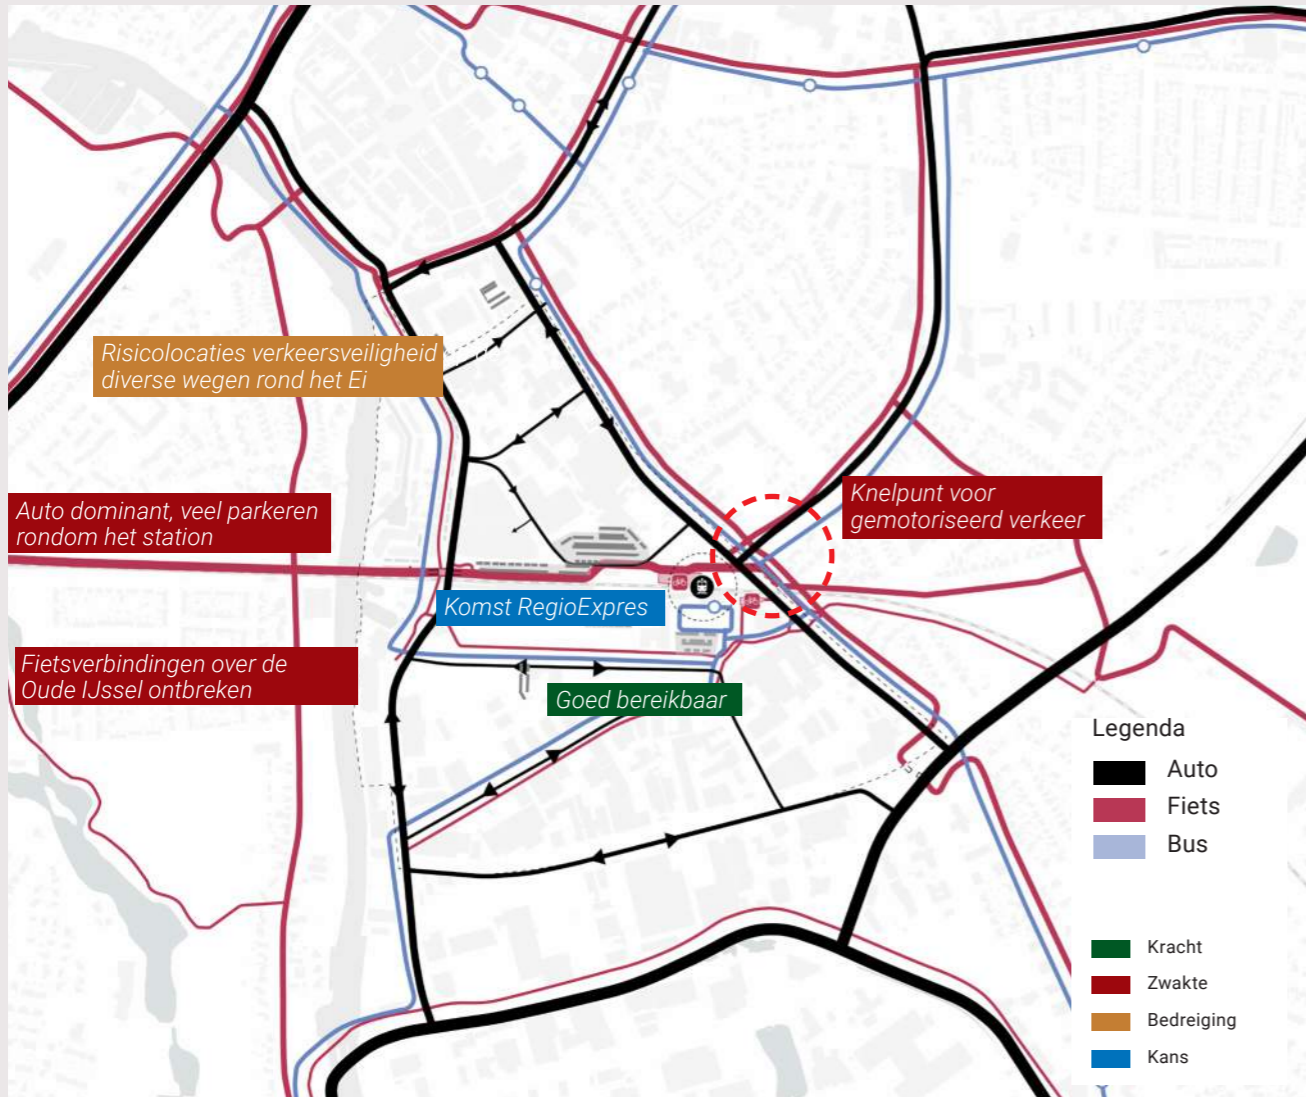 Risicolocaties verkeersveiligheid
diverse wegen rond het Ei
Auto dominant, veel parkeren
rondom het station
Knelpunt voor
gemotoriseerd verkeer
Komst RegioExpres
Fietsverbindingen over de
Oude IJssel ontbreken
Goed bereikbaar
Legenda
Auto
Fiets
Bus
Kracht
Zwakte
Bedreiging
Kans